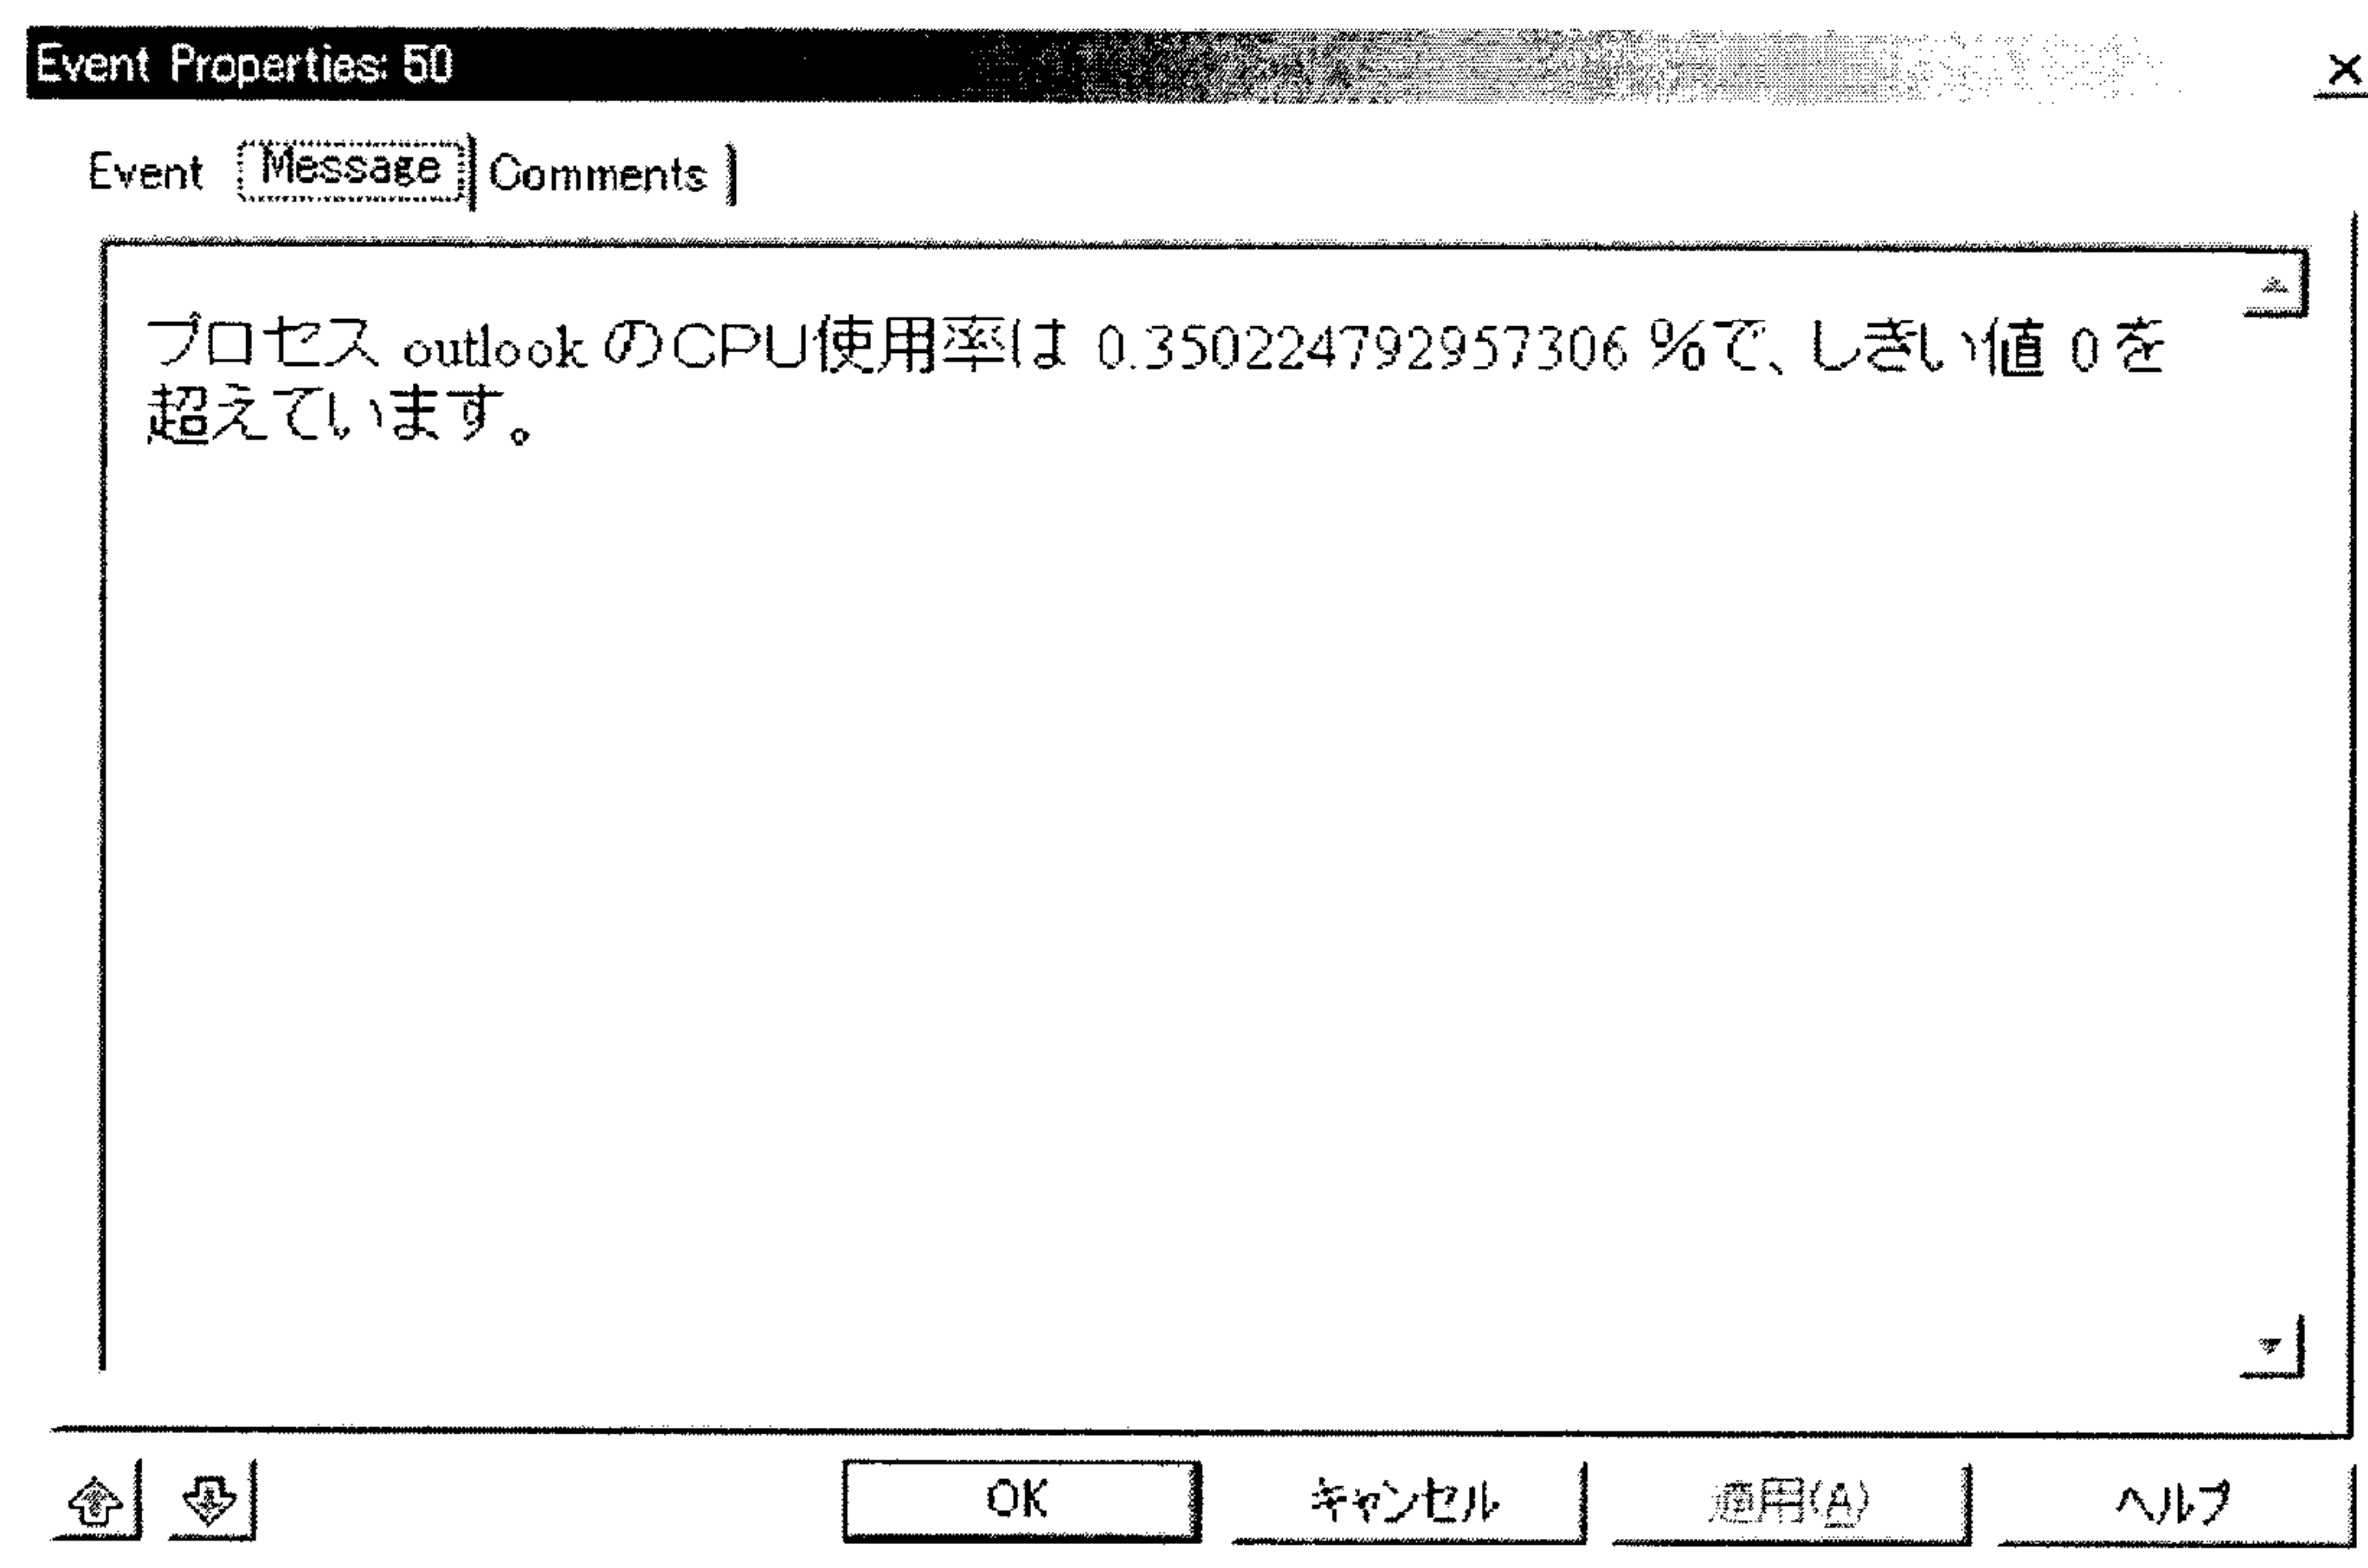 Event Properties: 50
Event Message Comments
プロセス outlook のCPU使用率は 0.350224792957306 %で、しきい値 0を
超えています。
OK キャンセル 適用(A) ヘルプ